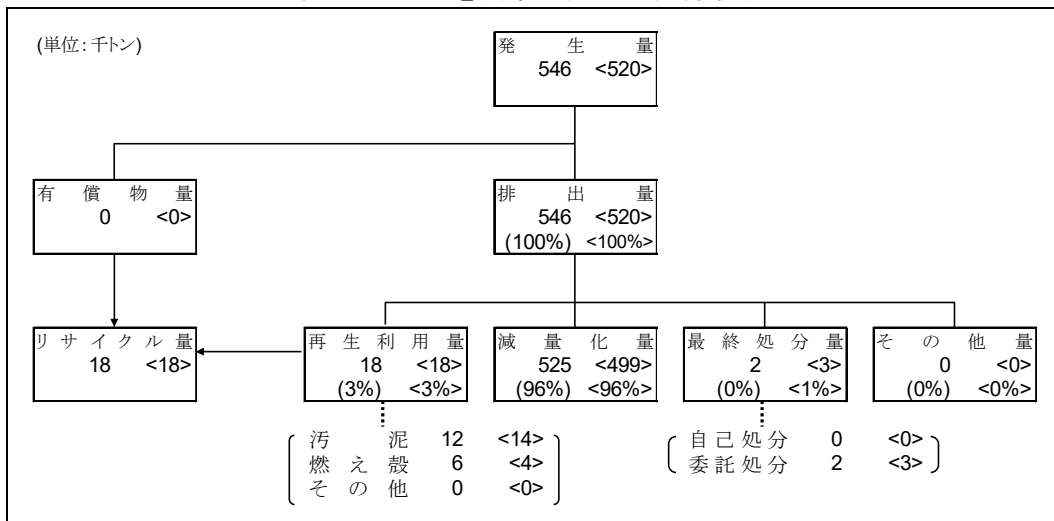 (単位:千トン)
発生量
546 <520>
有償物量
0 <0>
排出量
546 <520>
(100%) <100%>
リサイクル量
18 <18>
再生利用量
18 <18>
(3%) <3%>
減量化量
525 <499>
(96%) <96%>
最終処分量
2 <3>
(0%) <1%>
その他量
0 <0>
(0%) <0%>
汚泥 12 <14>
燃え殻 6 <4>
その他 0 <0>
自己処分 0 <0>
委託処分 2 <3>